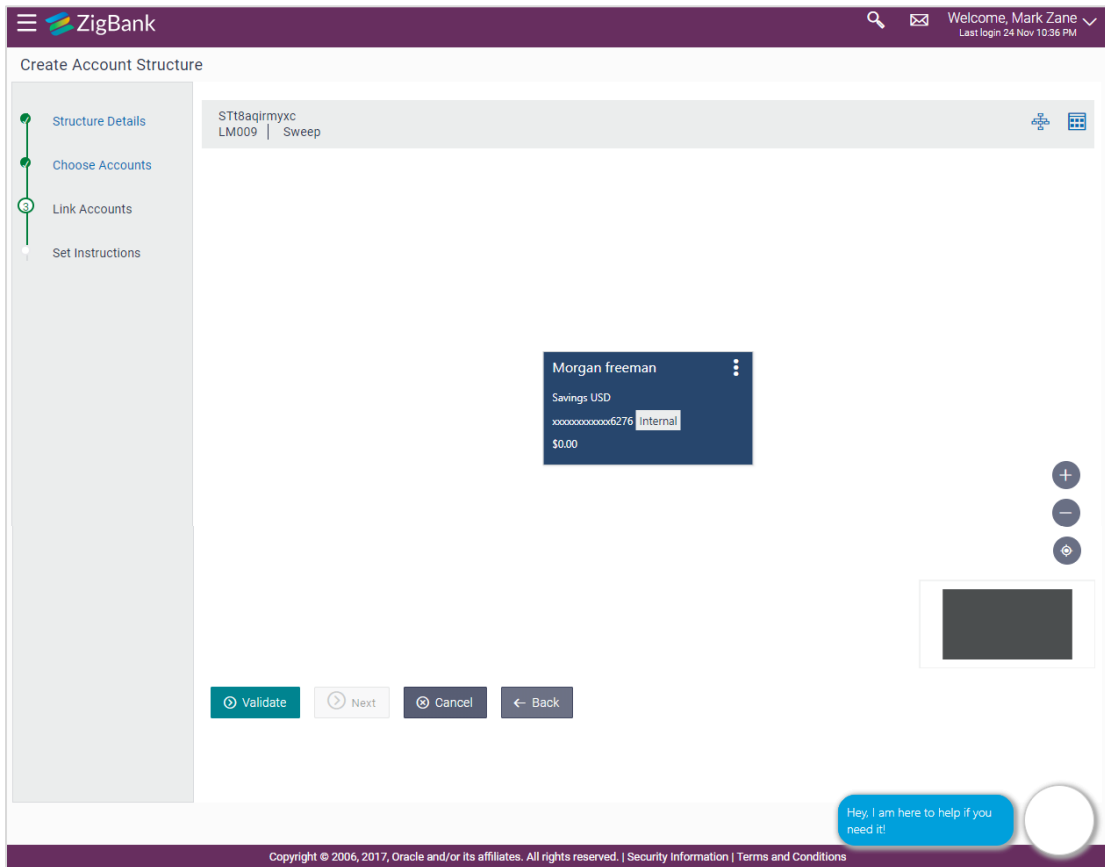 ZigBank
Welcome, Mark Zane
Last login 24 Nov 10:36 PM
Create Account Structure
Structure Details
Choose Accounts
3
Link Accounts
Set Instructions
STt8aqirmyxc
LM009 | Sweep
Morgan freeman
Savings USD
xxxxxxxxxxxx6276 Internal
$0.00
Validate
Next
Cancel
Back
Hey, I am here to help if you
need it!
Copyright © 2006, 2017, Oracle and/or its affiliates. All rights reserved. | Security Information | Terms and Conditions